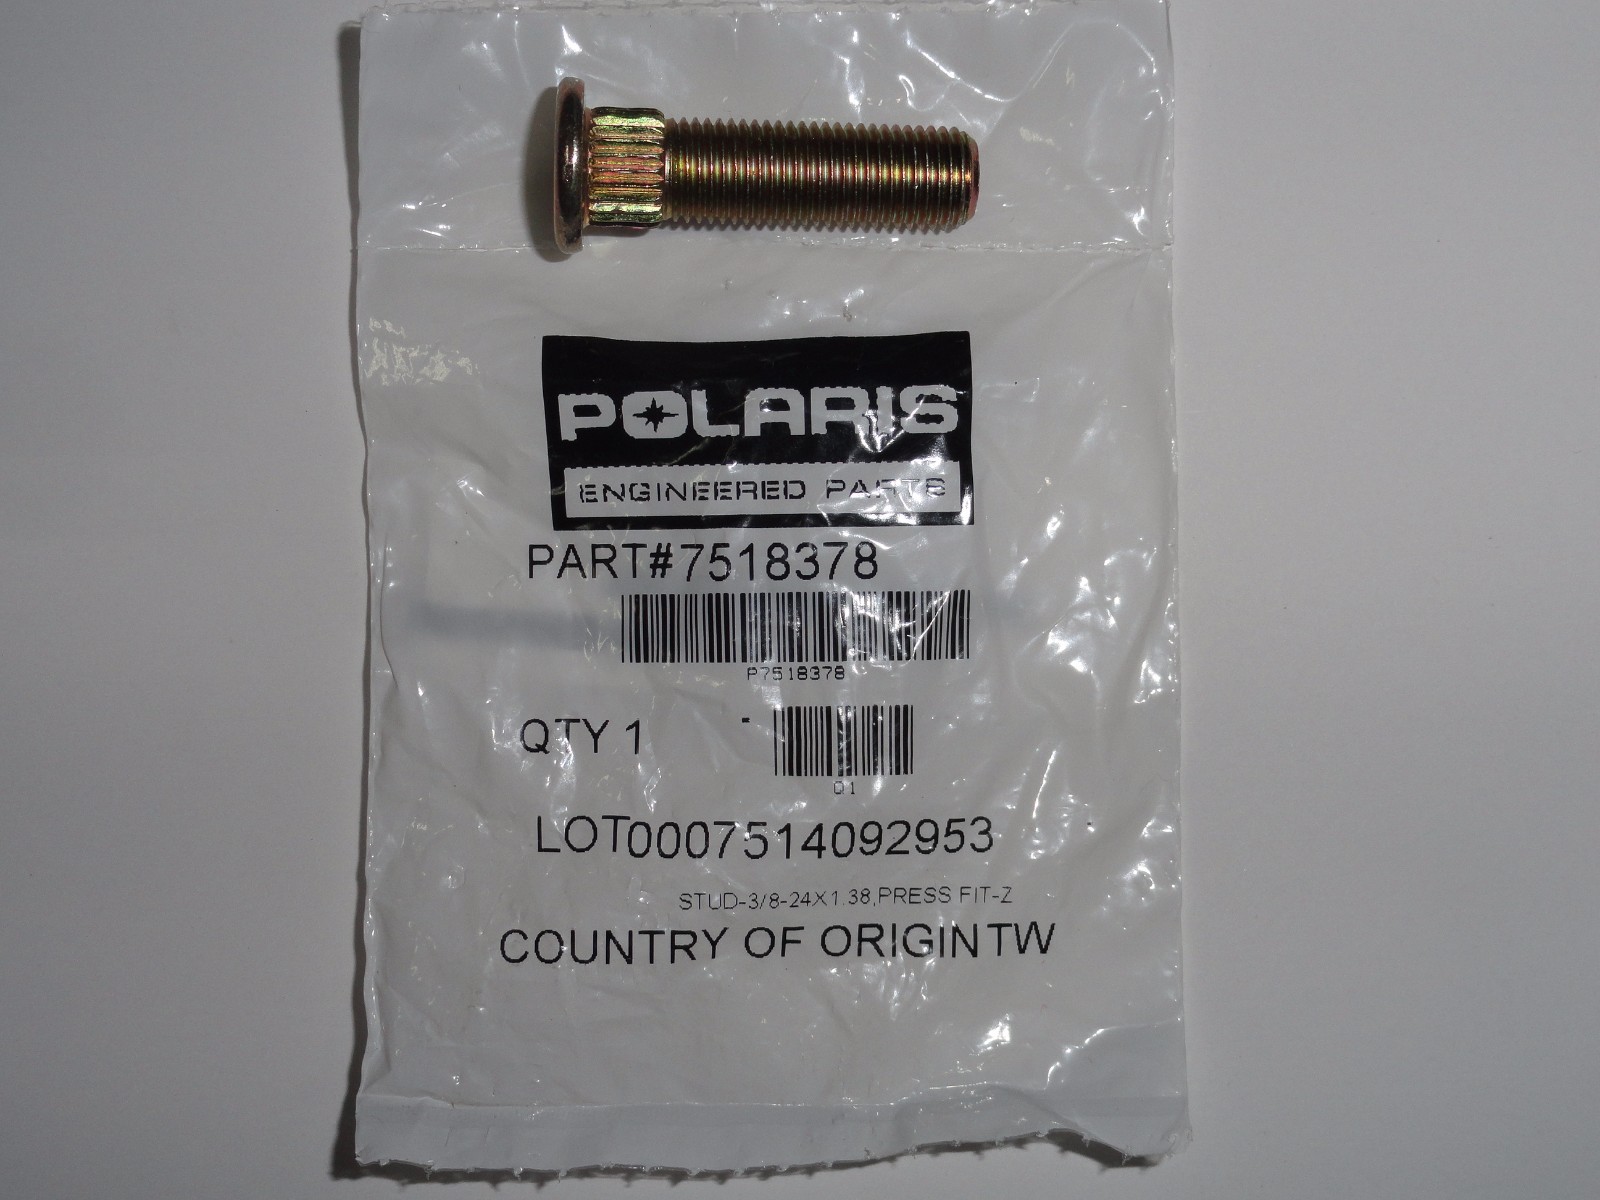 POLARIS
ENGINEERED PARTS
PART#7518378
P7518378
QTY 1 -
Q1
LOT0007514092953
STUD-3/8-24X1.38,PRESS FIT-Z
COUNTRY OF ORIGINTW